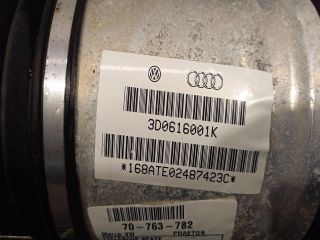 3D0616001K
*168ATE02487423C*
70-763-782
PHAETON